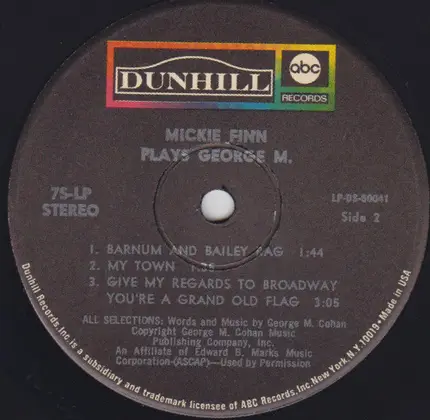 DUNHILL
abc
RECORDS
MICKIE FINN
PLAYS GEORGE M.
7S-LP
STEREO
LP-DS-50041
Side 2
1. BARNUM AND BAILEY RAG 1:44
2. MY TOWN 1:35
3. GIVE MY REGARDS TO BROADWAY
YOU'RE A GRAND OLD FLAG 3:05
ALL SELECTIONS: Words and Music by George M. Cohan
Copyright George M. Cohan Music
Publishing Company, Inc.
An Affiliate of Edward B. Marks Music
Corporation-(ASCAP)—Used by Permission
Dunhill Records, Inc. is a subsidiary and trademark licensee of ABC Records, Inc. New York, N.Y. 10019 • Made in USA